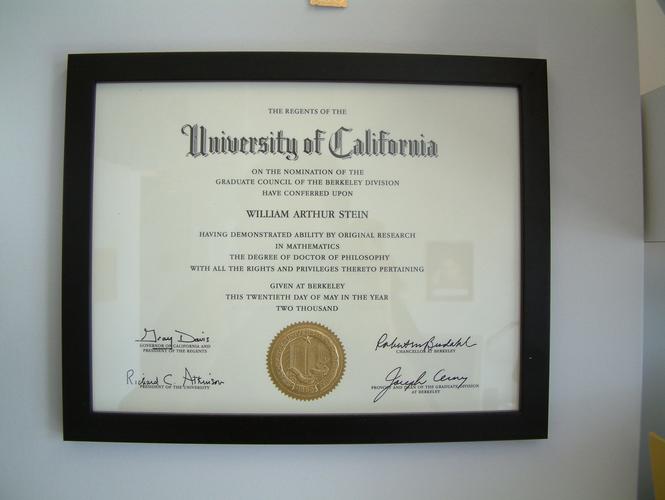 THE REGENTS OF THE
University of California
ON THE NOMINATION OF THE
GRADUATE COUNCIL OF THE BERKELEY DIVISION
HAVE CONFERRED UPON
WILLIAM ARTHUR STEIN
HAVING DEMONSTRATED ABILITY BY ORIGINAL RESEARCH
IN MATHEMATICS
THE DEGREE OF DOCTOR OF PHILOSOPHY
WITH ALL THE RIGHTS AND PRIVILEGES THERETO PERTAINING
GIVEN AT BERKELEY
THIS TWENTIETH DAY OF MAY IN THE YEAR
TWO THOUSAND
Gray Davis
GOVERNOR OF CALIFORNIA AND
PRESIDENT OF THE REGENTS
Richard C. Atkinson
PRESIDENT OF THE UNIVERSITY
CHANCELLOR AT BERKELEY
Joseph Cerny
PROVOST AND DEAN OF THE GRADUATE DIVISION
AT BERKELEY